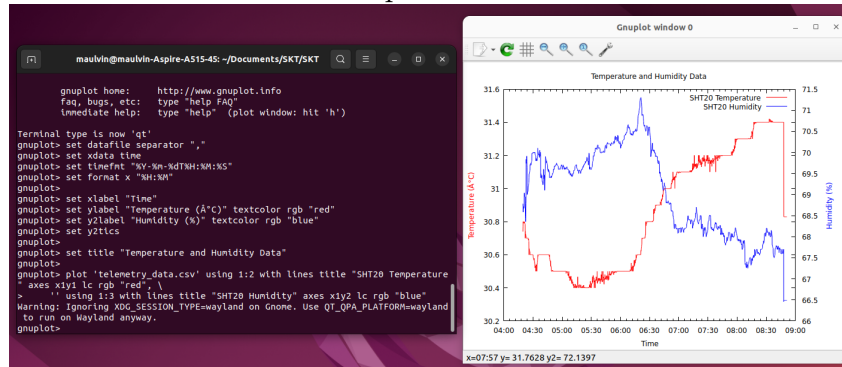 maulvin@maulvin-Aspire-A515-45: ~/Documents/SKT/SKT
gnuplot home:     http://www.gnuplot.info
faq, bugs, etc:   type "help FAQ"
immediate help:   type "help"  (plot window: hit 'h')
Terminal type is now 'qt'
gnuplot> set datafile separator ","
gnuplot> set xdata time
gnuplot> set timefmt "%Y-%m-%dT%H:%M:%S"
gnuplot> set format x "%H:%M"
gnuplot>
gnuplot> set xlabel "Time"
gnuplot> set ylabel "Temperature (Â°C)" textcolor rgb "red"
gnuplot> set y2label "Humidity (%)" textcolor rgb "blue"
gnuplot> set y2tics
gnuplot>
gnuplot> set title "Temperature and Humidity Data"
gnuplot>
gnuplot> plot 'telemetry_data.csv' using 1:2 with lines title "SHT20 Temperature
" axes x1y1 lc rgb "red", \
>     '' using 1:3 with lines title "SHT20 Humidity" axes x1y2 lc rgb "blue"
Warning: Ignoring XDG_SESSION_TYPE=wayland on Gnome. Use QT_QPA_PLATFORM=wayland
 to run on Wayland anyway.
gnuplot>
Gnuplot window 0
Temperature and Humidity Data
SHT20 Temperature
SHT20 Humidity
31.6
31.4
31.2
31
30.8
30.6
30.4
30.2
Temperature (Â°C)
71.5
71
70.5
70
69.5
69
68.5
68
67.5
67
66.5
66
Humidity (%)
04:00 04:30 05:00 05:30 06:00 06:30 07:00 07:30 08:00 08:30 09:00
Time
x=07:57 y= 31.7628 y2= 72.1397